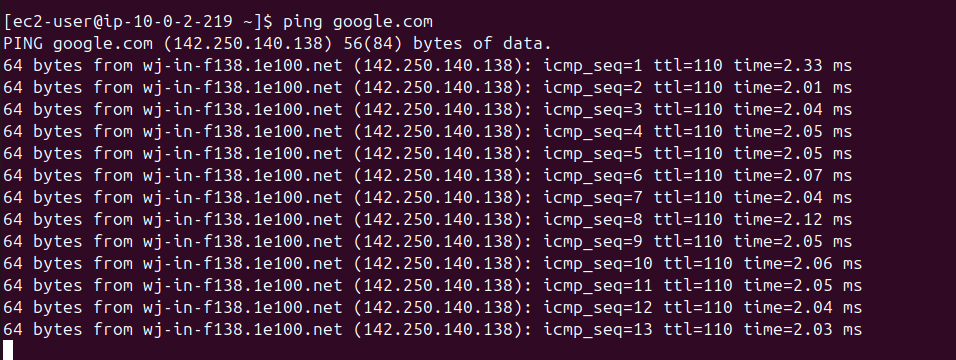 [ec2-user@ip-10-0-2-219 ~]$ ping google.com
PING google.com (142.250.140.138) 56(84) bytes of data.
64 bytes from wj-in-f138.1e100.net (142.250.140.138): icmp_seq=1 ttl=110 time=2.33 ms
64 bytes from wj-in-f138.1e100.net (142.250.140.138): icmp_seq=2 ttl=110 time=2.01 ms
64 bytes from wj-in-f138.1e100.net (142.250.140.138): icmp_seq=3 ttl=110 time=2.04 ms
64 bytes from wj-in-f138.1e100.net (142.250.140.138): icmp_seq=4 ttl=110 time=2.05 ms
64 bytes from wj-in-f138.1e100.net (142.250.140.138): icmp_seq=5 ttl=110 time=2.05 ms
64 bytes from wj-in-f138.1e100.net (142.250.140.138): icmp_seq=6 ttl=110 time=2.07 ms
64 bytes from wj-in-f138.1e100.net (142.250.140.138): icmp_seq=7 ttl=110 time=2.04 ms
64 bytes from wj-in-f138.1e100.net (142.250.140.138): icmp_seq=8 ttl=110 time=2.12 ms
64 bytes from wj-in-f138.1e100.net (142.250.140.138): icmp_seq=9 ttl=110 time=2.05 ms
64 bytes from wj-in-f138.1e100.net (142.250.140.138): icmp_seq=10 ttl=110 time=2.06 ms
64 bytes from wj-in-f138.1e100.net (142.250.140.138): icmp_seq=11 ttl=110 time=2.05 ms
64 bytes from wj-in-f138.1e100.net (142.250.140.138): icmp_seq=12 ttl=110 time=2.04 ms
64 bytes from wj-in-f138.1e100.net (142.250.140.138): icmp_seq=13 ttl=110 time=2.03 ms